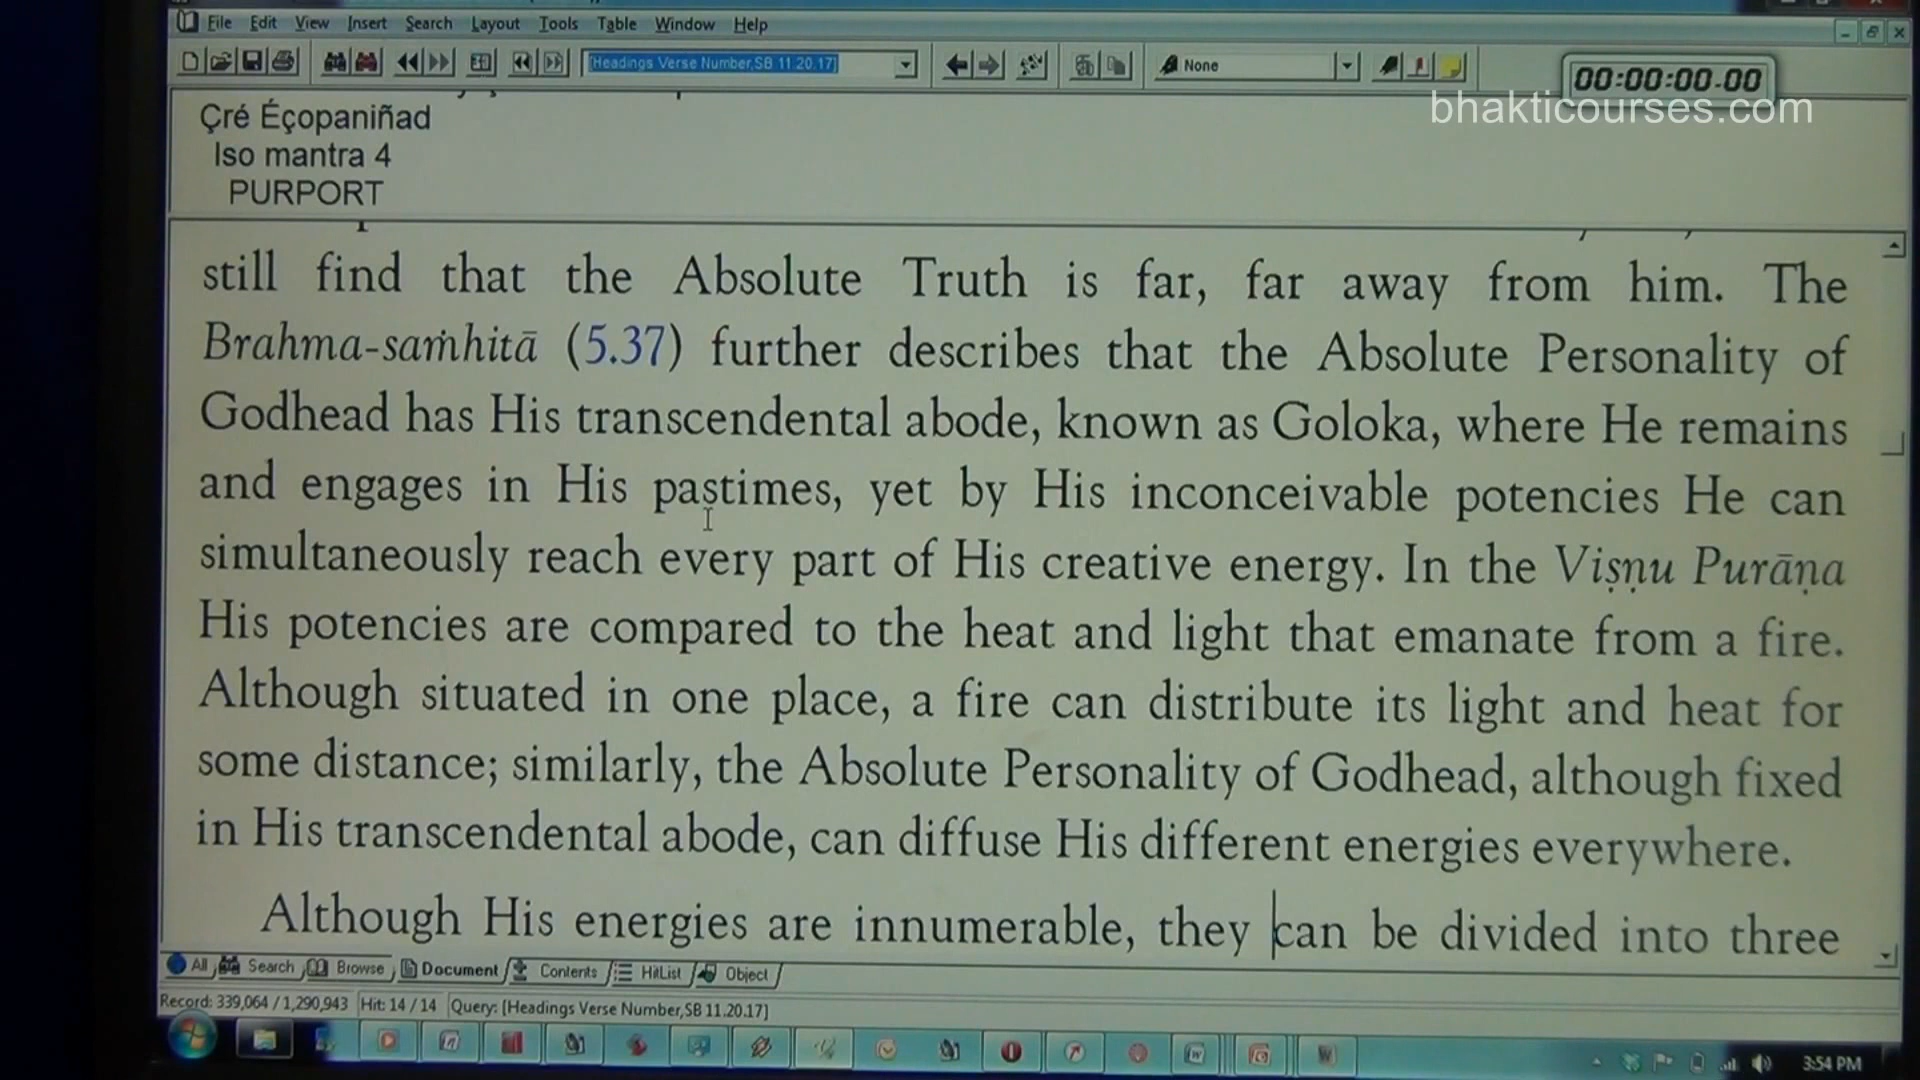 File Edit View Insert Search Layout Tools Table Window Help
[Headings Verse Number,SB 11.20.17]
None
00:00:00.00
bhakticourses.com
Çré Éçopaniñad
Iso mantra 4
PURPORT
still find that the Absolute Truth is far, far away from him. The
Brahma-saṁhitā (5.37) further describes that the Absolute Personality of
Godhead has His transcendental abode, known as Goloka, where He remains
and engages in His pastimes, yet by His inconceivable potencies He can
simultaneously reach every part of His creative energy. In the Viṣṇu Purāṇa
His potencies are compared to the heat and light that emanate from a fire.
Although situated in one place, a fire can distribute its light and heat for
some distance; similarly, the Absolute Personality of Godhead, although fixed
in His transcendental abode, can diffuse His different energies everywhere.
Although His energies are innumerable, they can be divided into three
All Search Browse Document Contents HitList Object
Record: 339,064 / 1,290,943 Hit: 14 / 14 Query: [Headings Verse Number,SB 11.20.17]
3:54 PM